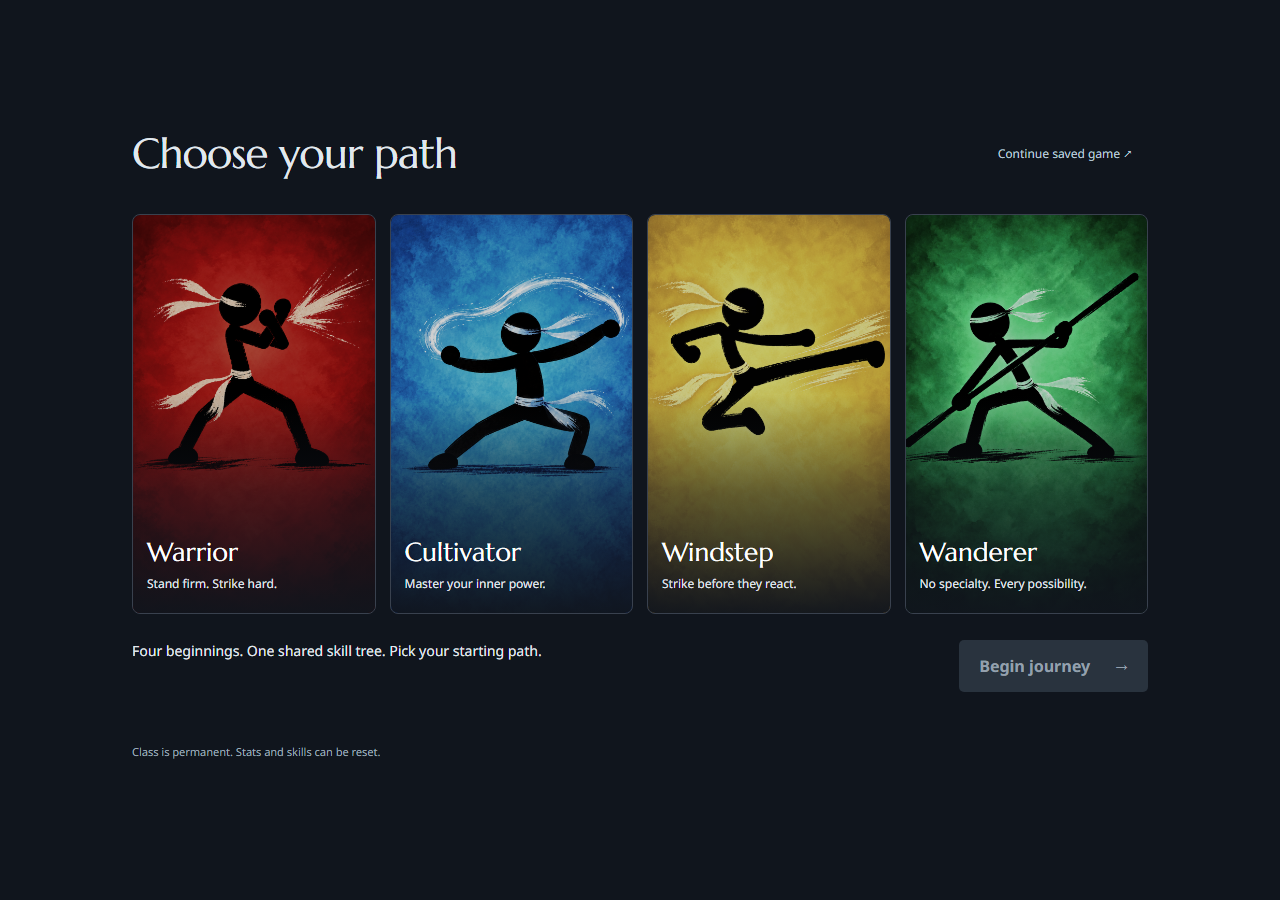 Choose your path
Continue saved game ↗
Warrior
Stand firm. Strike hard.
Cultivator
Master your inner power.
Windstep
Strike before they react.
Wanderer
No specialty. Every possibility.
Four beginnings. One shared skill tree. Pick your starting path.
Begin journey →
Class is permanent. Stats and skills can be reset.